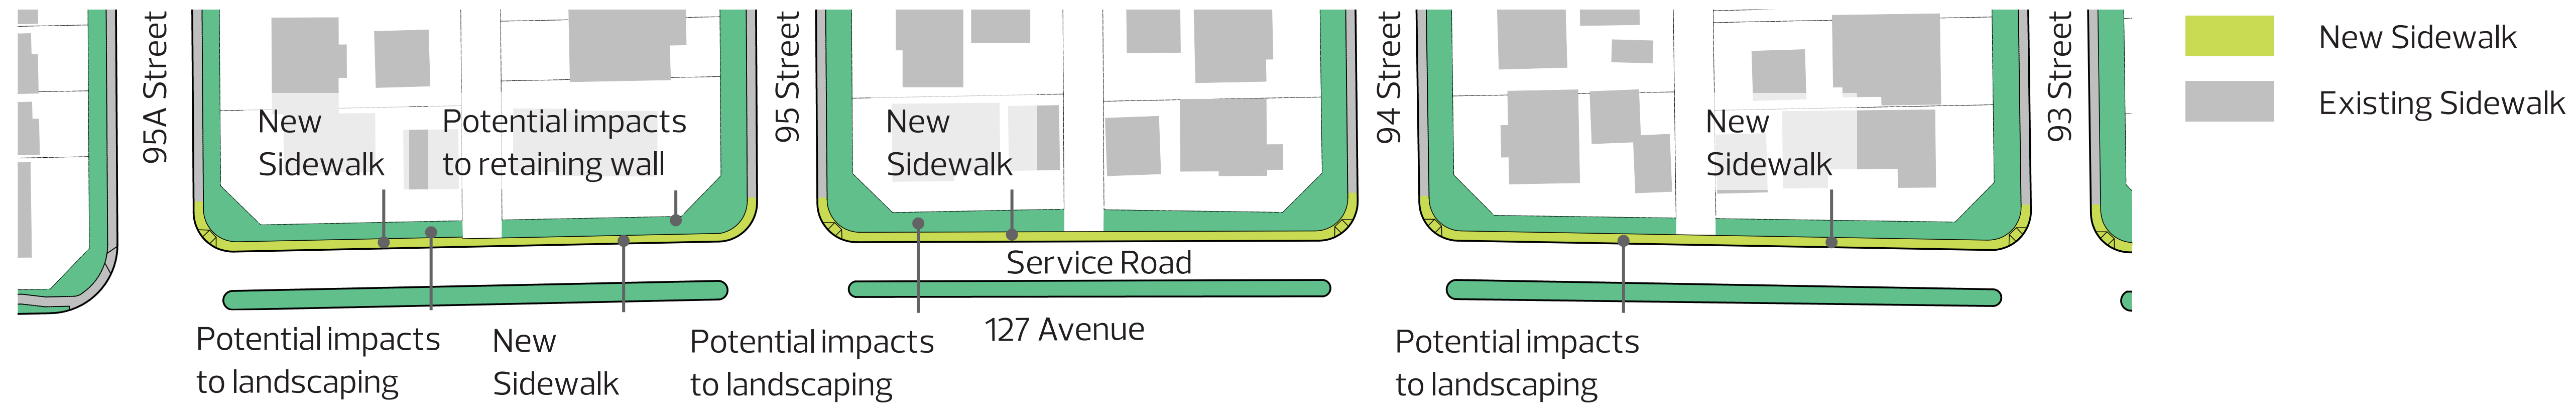 95A Street
New
Sidewalk
Potential impacts
to retaining wall
95 Street
New
Sidewalk
94 Street
New
Sidewalk
93 Street
New Sidewalk
Existing Sidewalk
Service Road
127 Avenue
Potential impacts
to landscaping
New
Sidewalk
Potential impacts
to landscaping
Potential impacts
to landscaping